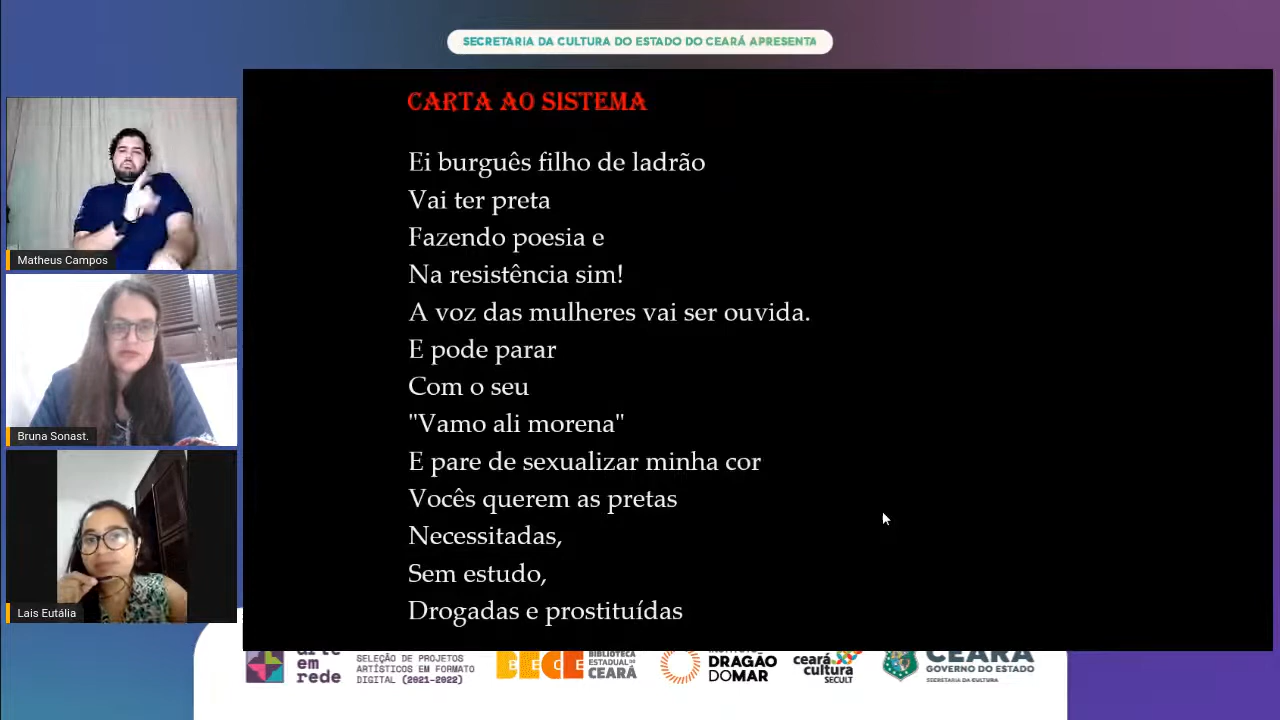 SECRETARIA DA CULTURA DO ESTADO DO CEARÁ APRESENTA
CARTA AO SISTEMA
Ei burguês filho de ladrão
Vai ter preta
Fazendo poesia e
Na resistência sim!
A voz das mulheres vai ser ouvida.
E pode parar
Com o seu
"Vamo ali morena"
E pare de sexualizar minha cor
Vocês querem as pretas
Necessitadas,
Sem estudo,
Drogadas e prostituídas
Matheus Campos
Bruna Sonast.
Lais Eutália
arte
em
rede
SELEÇÃO DE PROJETOS
ARTÍSTICOS EM FORMATO
DIGITAL (2021-2022)
BECE
BIBLIOTECA
ESTADUAL DO
CEARÁ
DRAGÃO
DOMAR
ceará
cultura
SECULT
CEARÁ
GOVERNO DO ESTADO
SECRETARIA DA CULTURA